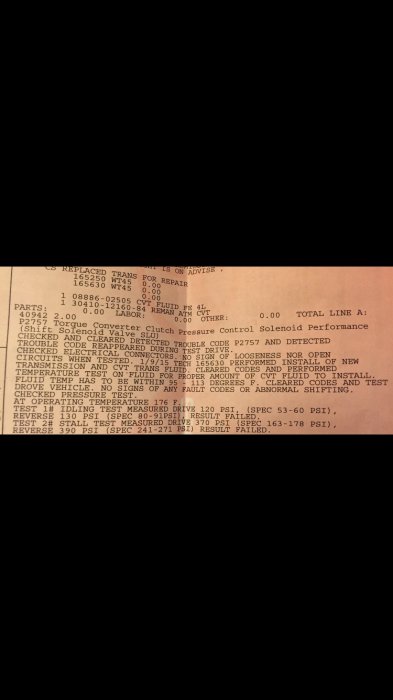 IS ON ADVISE .
CS REPLACED TRANS FOR REPAIR
165250 WT45 0.00
165630 WT45 0.00
0.00
1 08886-02505 CVT FLUID FE 4L
1 30410-12160-84 REMAN ATM CVT
PARTS: 0.00 LABOR: 0.00 OTHER: 0.00 TOTAL LINE A:
40942 2.00
P2757 Torque Converter Clutch Pressure Control Solenoid Performance
(Shift Solenoid Valve SLU)
CHECKED AND CLEARED DETECTED TROUBLE CODE P2757 AND DETECTED
TROUBLE CODE REAPPEARED DURING TEST DRIVE.
CHECKED ELECTRICAL CONNECTORS. NO SIGN OF LOOSENESS NOR OPEN
CIRCUITS WHEN TESTED. 1/9/15 TECH 165630 PERFORMED INSTALL OF NEW
TRANSMISSION AND CVT TRANS FLUID. CLEARED CODES AND PERFORMED
TEMPERATURE TEST ON FLUID FOR PROPER AMOUNT OF CVT FLUID TO INSTALL.
FLUID TEMP HAS TO BE WITHIN 95 - 113 DEGREES F. CLEARED CODES AND TEST
DROVE VEHICLE. NO SIGNS OF ANY FAULT CODES OR ABNORMAL SHIFTING.
CHECKED PRESSURE TEST.
AT OPERATING TEMPERATURE 176 F.
TEST 1# IDLING TEST MEASURED DRIVE 120 PSI, (SPEC 53-60 PSI),
REVERSE 130 PSI (SPEC 80-91PSI), RESULT FAILED.
TEST 2# STALL TEST MEASURED DRIVE 370 PSI (SPEC 163-178 PSI),
REVERSE 390 PSI (SPEC 241-271 PSI) RESULT FAILED.